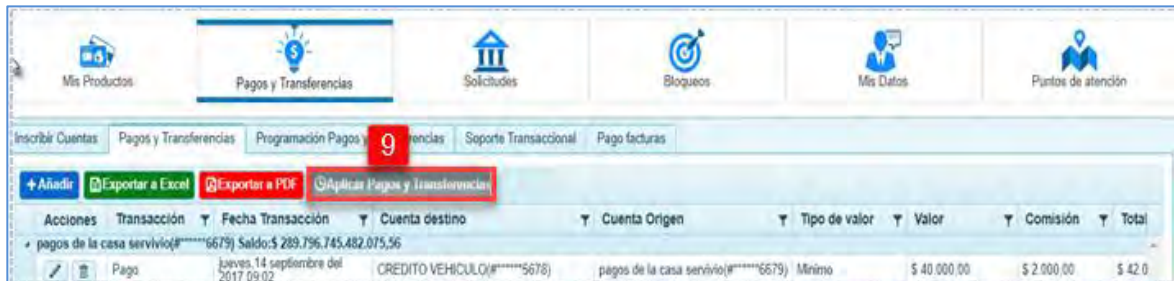 Mis Productos
Pagos y Transferencias
Solicitudes
Bloqueos
Mis Datos
Puntos de atención
Inscribir Cuentas
Pagos y Transferencias
Programación Pagos y
9
erencias
Soporte Transaccional
Pago facturas
+Añadir
Exportar a Excel
Exportar a PDF
Aplicar Pagos y Transferencias
Acciones Transacción Fecha Transacción Cuenta destino Cuenta Origen Tipo de valor Valor Comisión Total
pagos de la casa servivio(#******6679) Saldo:$ 289.796.745.482.075,56
Pago jueves,14 septiembre del 2017 09:02 CREDITO VEHICULO(#******5678) pagos de la casa servivio(#******6679) Mínimo $ 40.000,00 $ 2.000,00 $ 42.0